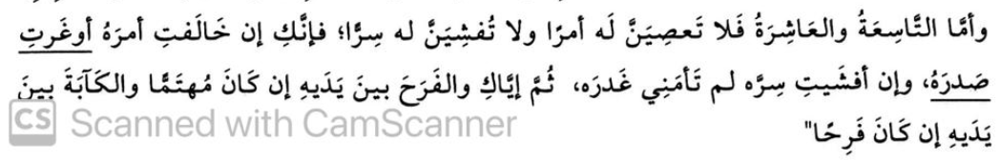 وأمَّا التَّاسِعَةُ والعَاشِرَةُ فَلا تَعصِيَنَّ لَه أمرًا ولا تُفشِيَنَّ له سِرًّا؛ فإنَّكِ إن خَالَفتِ أمرَهُ أوغَرتِ
صَدرَهُ، وإن أفشَيتِ سِرَّه لم تَأمَنِي غَدرَه، ثُمَّ إيَّاكِ والفَرَحَ بينَ يَدَيهِ إن كَانَ مُهتَمًّا والكَآبَةَ بينَ
CS Scanned with CamScanner
يَدَيهِ إن كَانَ فَرِحًا"